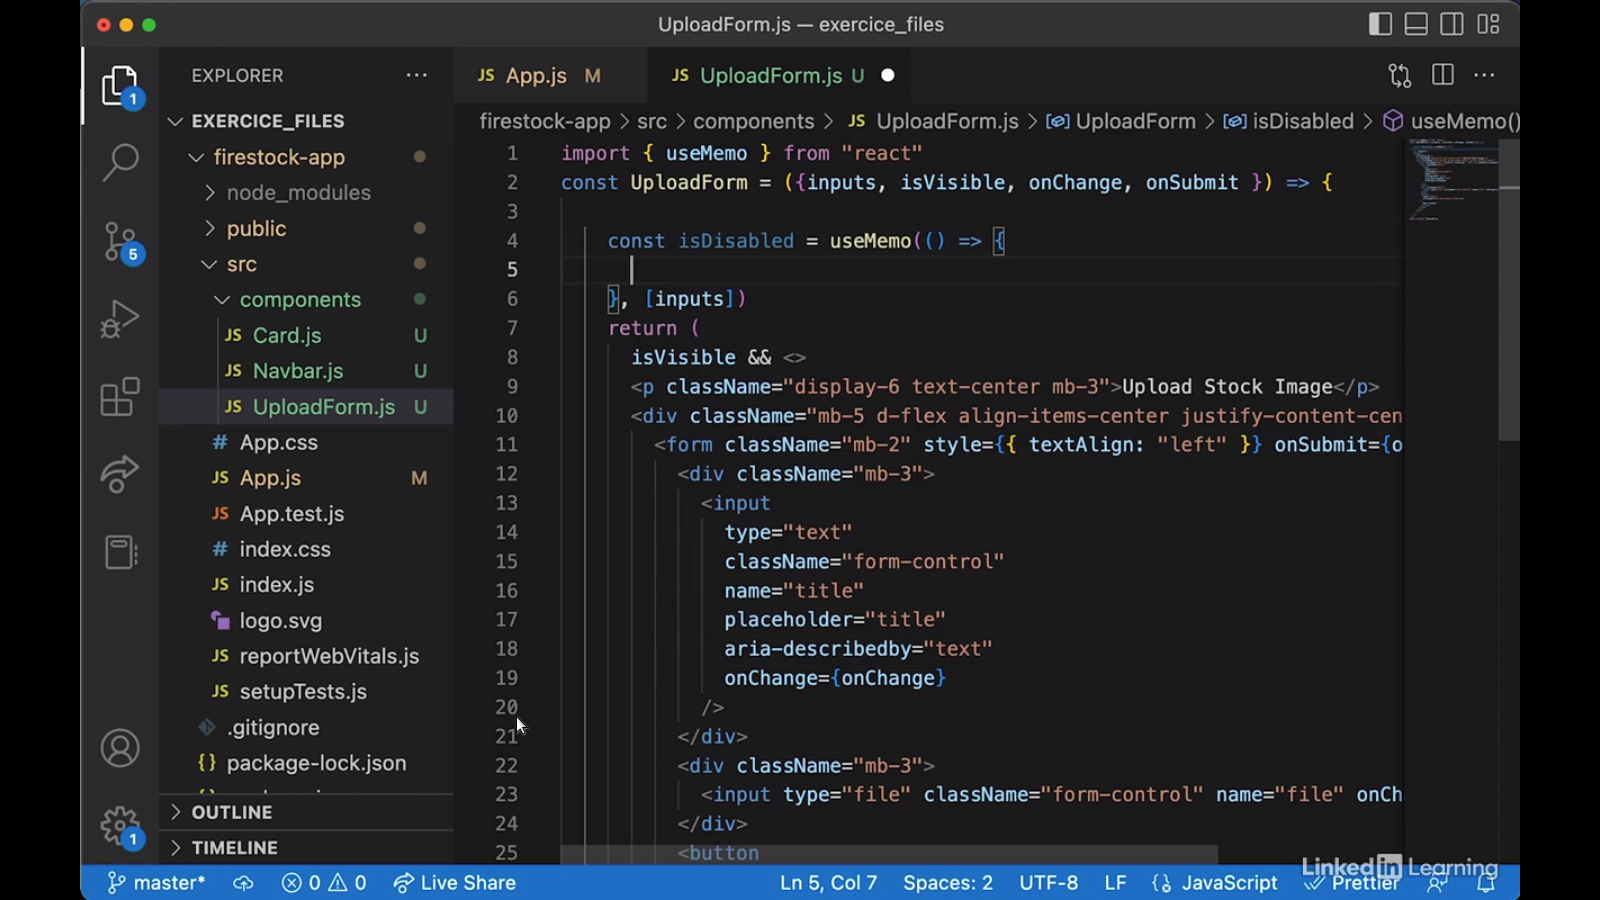 UploadForm.js — exercice_files
EXPLORER
EXERCICE_FILES
firestock-app
node_modules
public
src
components
JS Card.js U
JS Navbar.js U
JS UploadForm.js U
# App.css
JS App.js M
JS App.test.js
# index.css
JS index.js
logo.svg
JS reportWebVitals.js
JS setupTests.js
.gitignore
{} package-lock.json
OUTLINE
TIMELINE
1
5
1
JS App.js M
JS UploadForm.js U
firestock-app > src > components > JS UploadForm.js > UploadForm > isDisabled > useMemo()
1 import { useMemo } from "react"
2 const UploadForm = ({inputs, isVisible, onChange, onSubmit }) => {
3
4 const isDisabled = useMemo(() => {
5
6 }, [inputs])
7 return (
8 isVisible && <>
9 <p className="display-6 text-center mb-3">Upload Stock Image</p>
10 <div className="mb-5 d-flex align-items-center justify-content-cen
11 <form className="mb-2" style={{ textAlign: "left" }} onSubmit={o
12 <div className="mb-3">
13 <input
14 type="text"
15 className="form-control"
16 name="title"
17 placeholder="title"
18 aria-describedby="text"
19 onChange={onChange}
20 />
21 </div>
22 <div className="mb-3">
23 <input type="file" className="form-control" name="file" onCh
24 </div>
25 <button
LinkedIn Learning
master* 0 0 Live Share Ln 5, Col 7 Spaces: 2 UTF-8 LF {} JavaScript Prettier